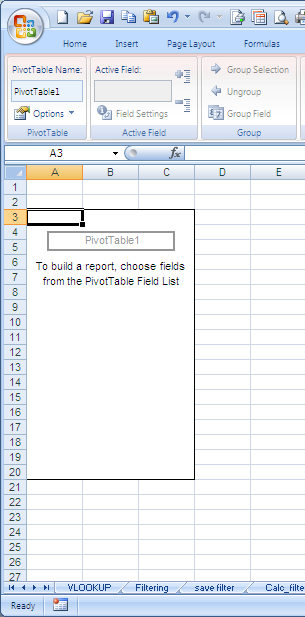 Home Insert Page Layout Formulas
PivotTable Name: Active Field: Group Selection
PivotTable1 Ungroup
Options Field Settings Group Field
PivotTable Active Field Group
A3 fx
A B C D E
1
2
3
4 PivotTable1
5
6 To build a report, choose fields
7 from the PivotTable Field List
8
9
10
11
12
13
14
15
16
17
18
19
20
21
22
23
24
25
26
27
VLOOKUP Filtering save filter Calc_filte
Ready